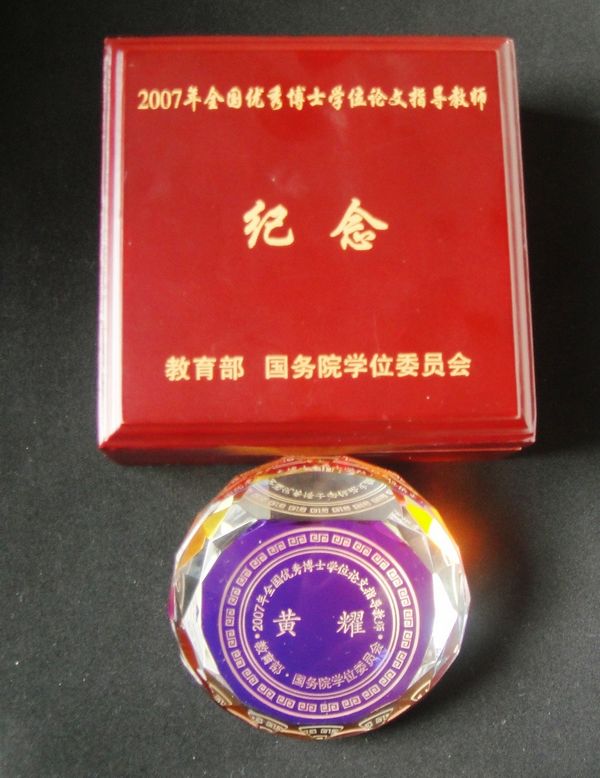 2007年全国优秀博士学位论文指导教师
纪念
教育部 国务院学位委员会
·2007年全国优秀博士学位论文指导教师·
黄耀
教育部·国务院学位委员会